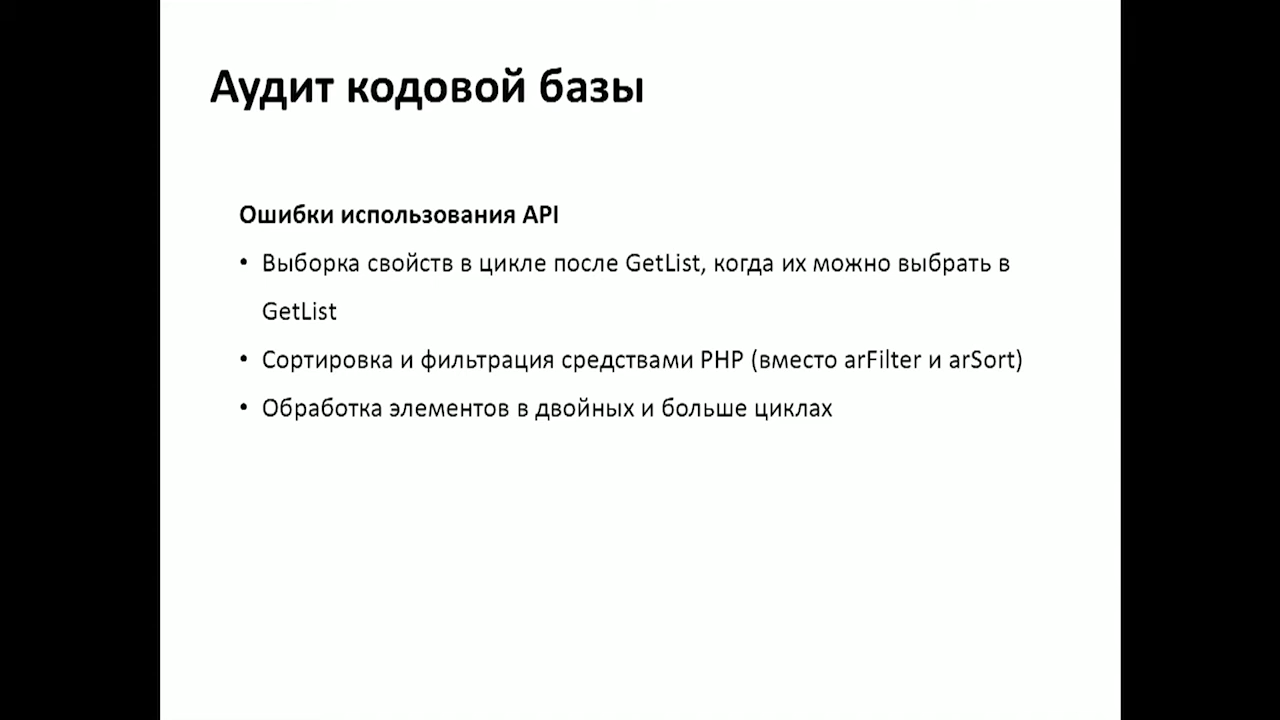 Аудит кодовой базы
Ошибки использования API
• Выборка свойств в цикле после GetList, когда их можно выбрать в
GetList
• Сортировка и фильтрация средствами PHP (вместо arFilter и arSort)
• Обработка элементов в двойных и больше циклах